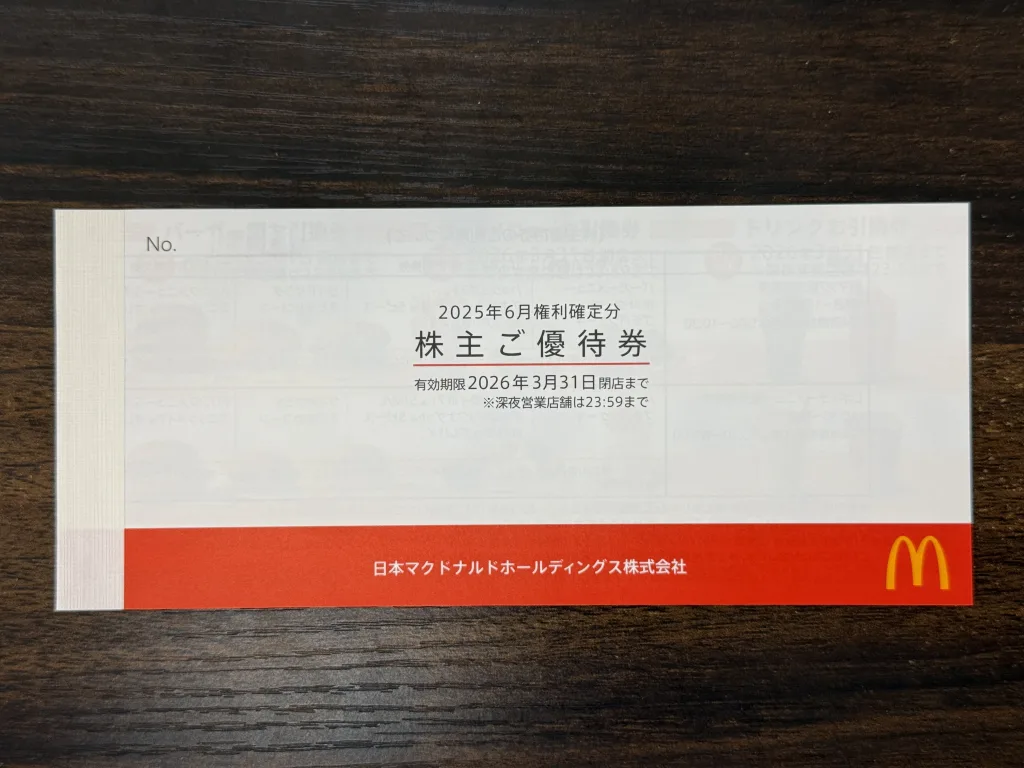 No.
2025年6月権利確定分
株主ご優待券
有効期限2026年3月31日閉店まで
※深夜営業店舗は23:59まで
日本マクドナルドホールディングス株式会社